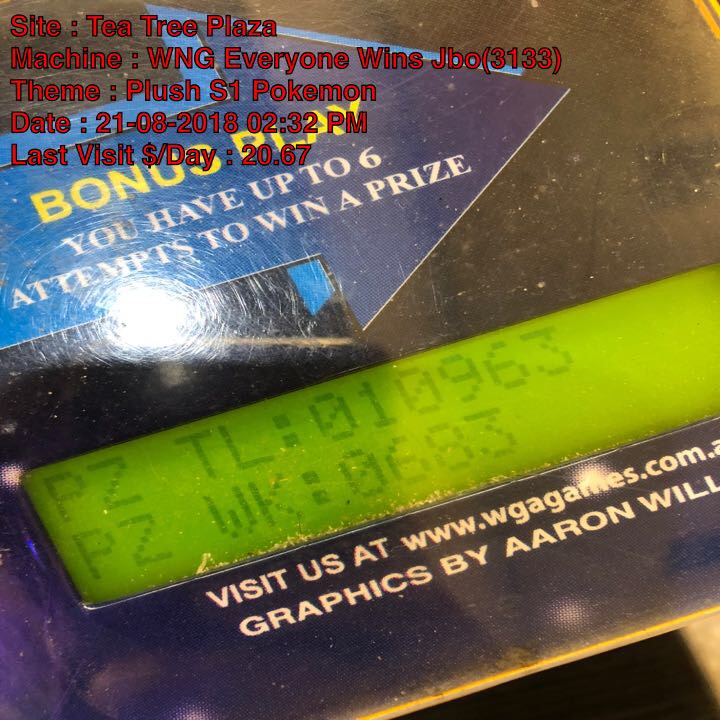 Site : Tea Tree Plaza
Machine : WNG Everyone Wins Jbo(3133)
Theme : Plush S1 Pokemon
Date : 21-08-2018 02:32 PM
Last Visit $/Day : 20.67
BONUS PLAY
YOU HAVE UP TO 6
ATTEMPTS TO WIN A PRIZE
PZ TL:010963
PZ WK:0683
VISIT US AT www.wgagames.com.a
GRAPHICS BY AARON WILL